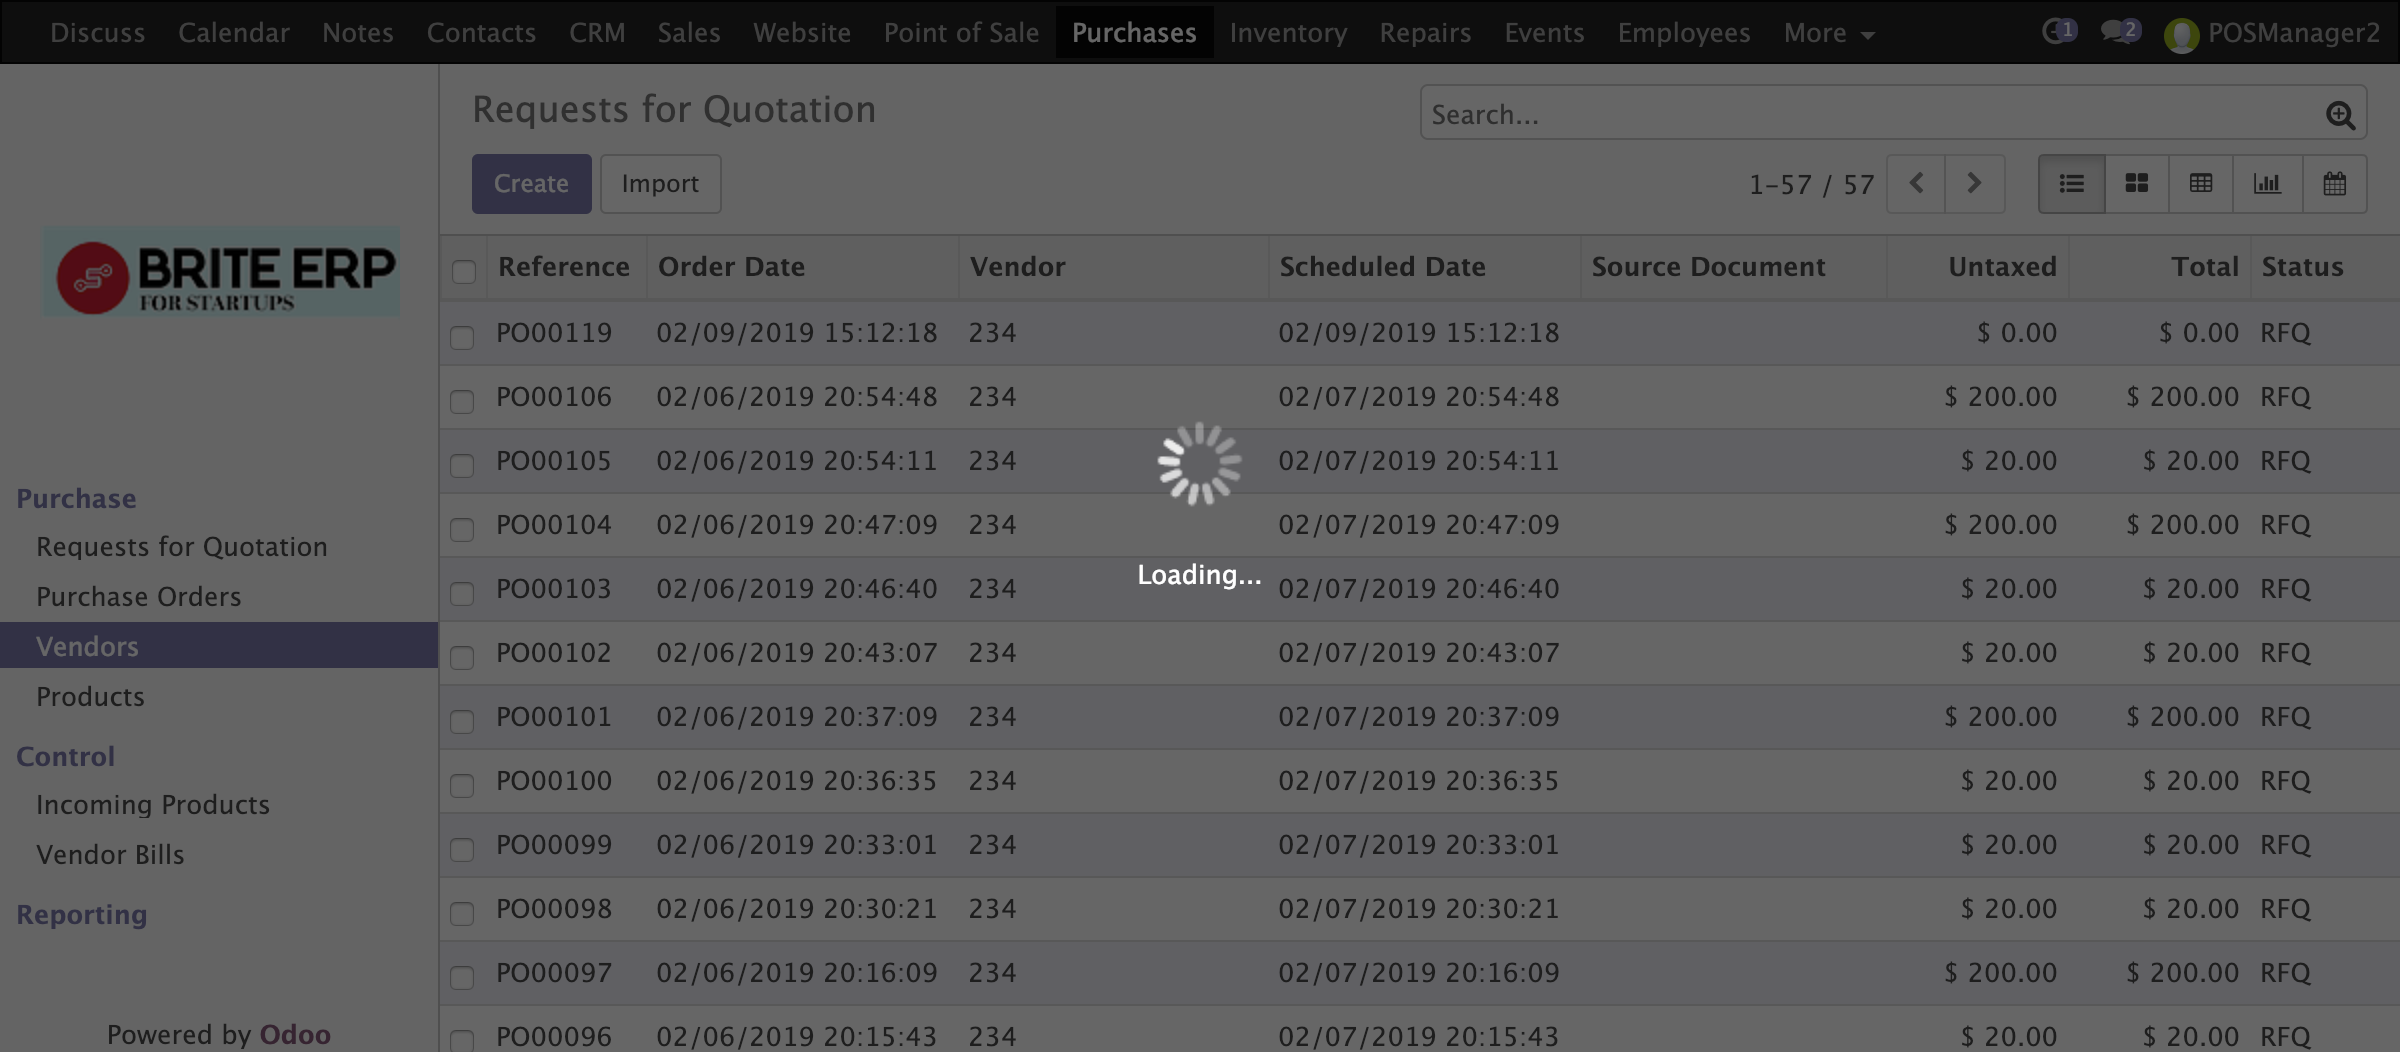 Discuss Calendar Notes Contacts CRM Sales Website Point of Sale Purchases Inventory Repairs Events Employees More 1 2 POSManager2
Requests for Quotation
Search...
Create Import
1-57 / 57
BRITE ERP
FOR STARTUPS
Purchase
Requests for Quotation
Purchase Orders
Vendors
Products
Control
Incoming Products
Vendor Bills
Reporting
Powered by Odoo
Reference Order Date Vendor Scheduled Date Source Document Untaxed Total Status
PO00119 02/09/2019 15:12:18 234 02/09/2019 15:12:18 $ 0.00 $ 0.00 RFQ
PO00106 02/06/2019 20:54:48 234 02/07/2019 20:54:48 $ 200.00 $ 200.00 RFQ
PO00105 02/06/2019 20:54:11 234 02/07/2019 20:54:11 $ 20.00 $ 20.00 RFQ
PO00104 02/06/2019 20:47:09 234 02/07/2019 20:47:09 $ 200.00 $ 200.00 RFQ
Loading...
PO00103 02/06/2019 20:46:40 234 02/07/2019 20:46:40 $ 20.00 $ 20.00 RFQ
PO00102 02/06/2019 20:43:07 234 02/07/2019 20:43:07 $ 20.00 $ 20.00 RFQ
PO00101 02/06/2019 20:37:09 234 02/07/2019 20:37:09 $ 200.00 $ 200.00 RFQ
PO00100 02/06/2019 20:36:35 234 02/07/2019 20:36:35 $ 20.00 $ 20.00 RFQ
PO00099 02/06/2019 20:33:01 234 02/07/2019 20:33:01 $ 20.00 $ 20.00 RFQ
PO00098 02/06/2019 20:30:21 234 02/07/2019 20:30:21 $ 20.00 $ 20.00 RFQ
PO00097 02/06/2019 20:16:09 234 02/07/2019 20:16:09 $ 200.00 $ 200.00 RFQ
PO00096 02/06/2019 20:15:43 234 02/07/2019 20:15:43 $ 20.00 $ 20.00 RFQ